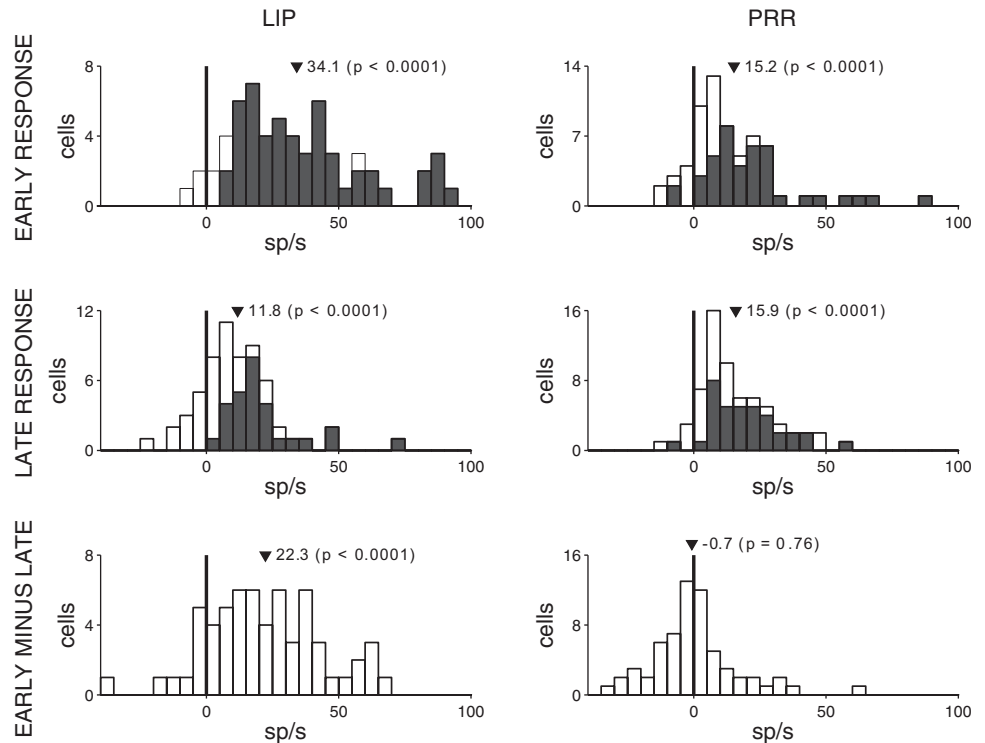 LIP
PRR
EARLY RESPONSE
cells
8
4
0
▼ 34.1 (p < 0.0001)
0
50
100
sp/s
cells
14
7
0
▼ 15.2 (p < 0.0001)
0
50
100
sp/s
LATE RESPONSE
cells
12
6
0
▼ 11.8 (p < 0.0001)
0
50
100
sp/s
cells
16
8
0
▼ 15.9 (p < 0.0001)
0
50
100
sp/s
EARLY MINUS LATE
cells
8
4
0
▼ 22.3 (p < 0.0001)
0
50
100
sp/s
cells
16
8
0
▼ -0.7 (p = 0.76)
0
50
100
sp/s